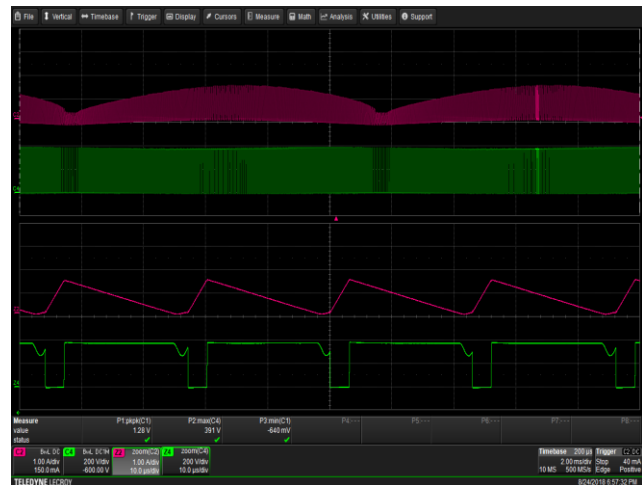 File Vertical Timebase Trigger Display Cursors Measure Math Analysis Utilities Support
Measure P1:pkpk(C1) P2:max(C4) P3:min(C1) P4:--- P5:--- P6:--- P7:--- P8:---
value 1.28 V 391 V -640 mV
status
C2 BwL DC C4 BwL DC1M Z2 zoom(C2) Z4 zoom(C4) Timebase 200 µs Trigger C2 DC
1.00 A/div 200 V/div 1.00 A/div 200 V/div 2.00 ms/div Stop 40 mA
150.0 mA -600.00 V 10.0 µs/div 10.0 µs/div 10 MS 500 MS/s Edge Positive
TELEDYNE LECROY 8/24/2018 6:57:32 PM